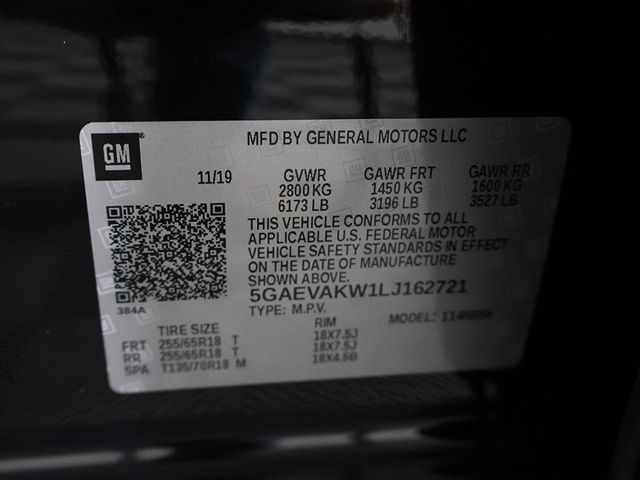 GM
MFD BY GENERAL MOTORS LLC
11/19 GVWR GAWR FRT GAWR RR
2800 KG 1450 KG 1600 KG
6173 LB 3196 LB 3527 LB
THIS VEHICLE CONFORMS TO ALL
APPLICABLE U.S. FEDERAL MOTOR
VEHICLE SAFETY STANDARDS IN EFFECT
ON THE DATE OF MANUFACTURE
SHOWN ABOVE.
384A 5GAEVAKW1LJ162721
TYPE: M.P.V. MODEL:
TIRE SIZE RIM
FRT 255/65R18 T 18X7.5J
RR 255/65R18 T 18X7.5J
SPA T135/70R18 M 18X4.5B